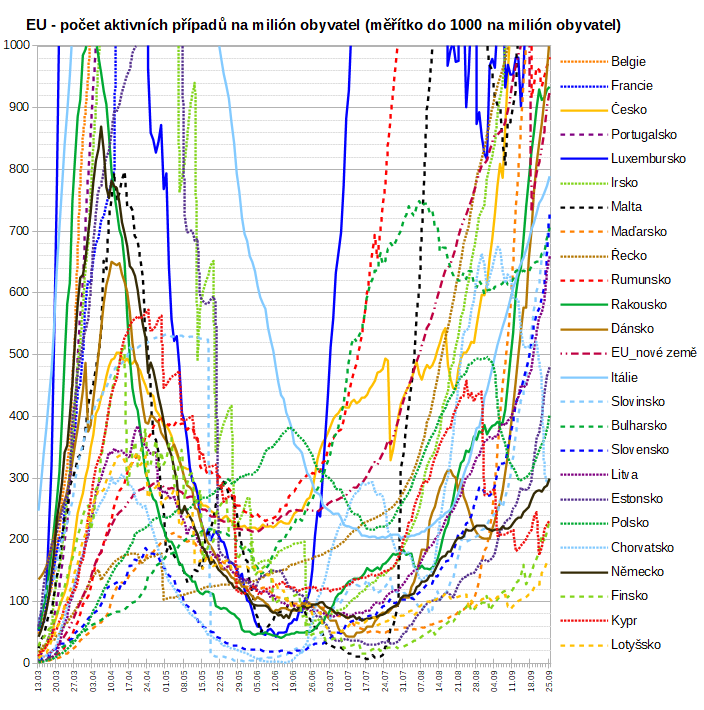 EU - počet aktivních případů na milión obyvatel (měřítko do 1000 na milión obyvatel)
1000
900
800
700
600
500
400
300
200
100
0
13.03
20.03
27.03
03.04
10.04
17.04
24.04
01.05
08.05
15.05
22.05
29.05
05.06
12.06
19.06
26.06
03.07
10.07
17.07
24.07
31.07
07.08
14.08
21.08
28.08
04.09
11.09
18.09
25.09
Belgie
Francie
Česko
Portugalsko
Luxembursko
Irsko
Malta
Maďarsko
Řecko
Rumunsko
Rakousko
Dánsko
EU_nové země
Itálie
Slovinsko
Bulharsko
Slovensko
Litva
Estonsko
Polsko
Chorvatsko
Německo
Finsko
Kypr
Lotyšsko